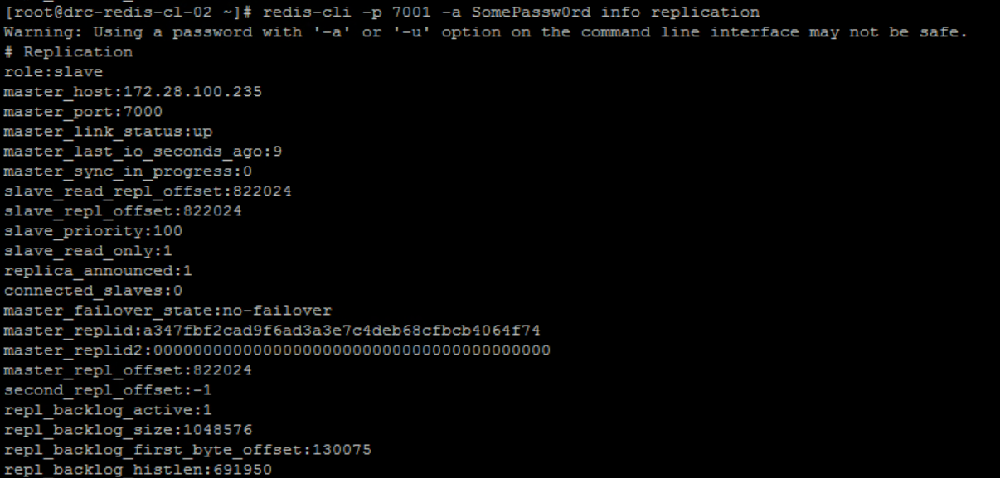 [root@drc-redis-cl-02 ~]# redis-cli -p 7001 -a SomePassw0rd info replication
Warning: Using a password with '-a' or '-u' option on the command line interface may not be safe.
# Replication
role:slave
master_host:172.28.100.235
master_port:7000
master_link_status:up
master_last_io_seconds_ago:9
master_sync_in_progress:0
slave_read_repl_offset:822024
slave_repl_offset:822024
slave_priority:100
slave_read_only:1
replica_announced:1
connected_slaves:0
master_failover_state:no-failover
master_replid:a347fbf2cad9f6ad3a3e7c4deb68cfbcb4064f74
master_replid2:0000000000000000000000000000000000000000
master_repl_offset:822024
second_repl_offset:-1
repl_backlog_active:1
repl_backlog_size:1048576
repl_backlog_first_byte_offset:130075
repl_backlog_histlen:691950